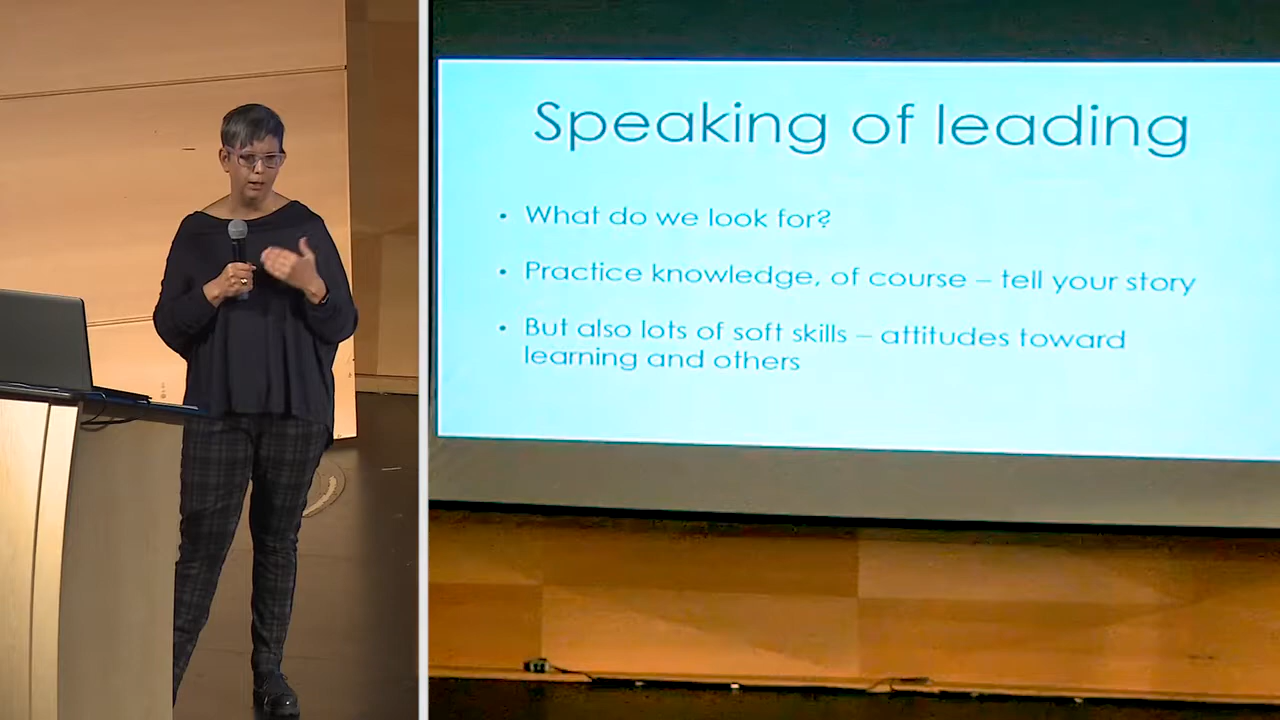 Speaking of leading
• What do we look for?
• Practice knowledge, of course – tell your story
• But also lots of soft skills – attitudes toward
learning and others